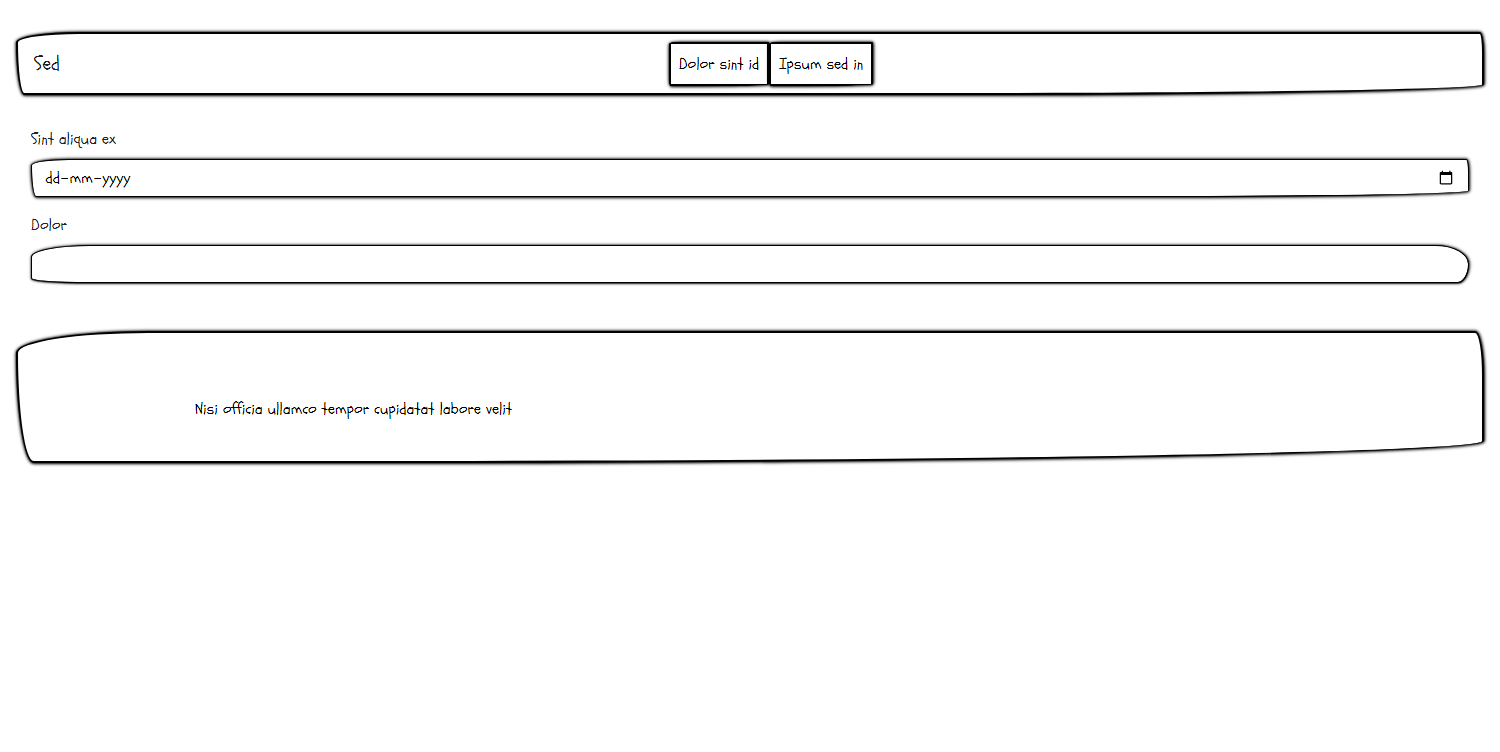 Sed
Dolor sint id
Ipsum sed in
Sint aliqua ex
dd-mm-yyyy
Dolor
Nisi officia ullamco tempor cupidatat labore velit